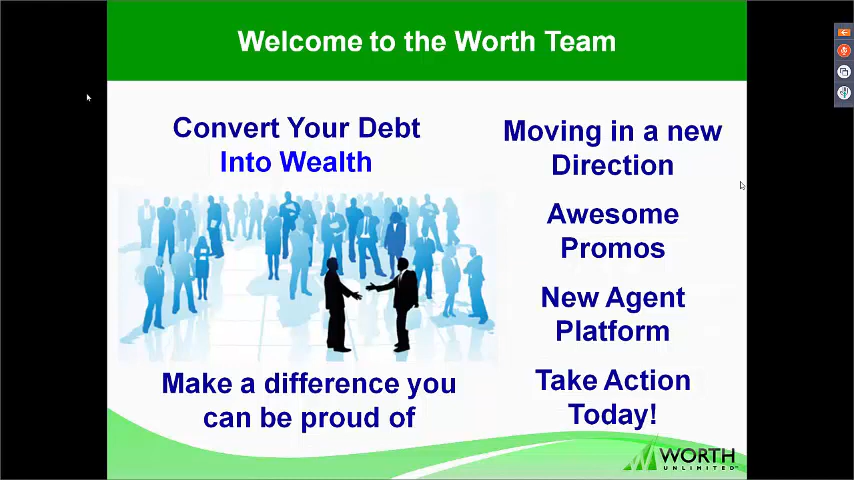 Welcome to the Worth Team
Convert Your Debt
Into Wealth
Make a difference you
can be proud of
Moving in a new
Direction
Awesome
Promos
New Agent
Platform
Take Action
Today!
WORTH
UNLIMITED™